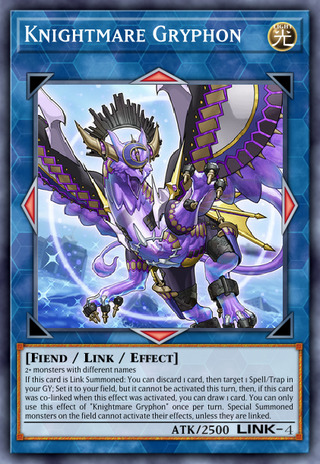 Knightmare Gryphon
LIGHT
光
[Fiend / Link / Effect]
2+ monsters with different names
If this card is Link Summoned: You can discard 1 card, then target 1 Spell/Trap in
your GY; Set it to your field, but it cannot be activated this turn, then, if this card
was co-linked when this effect was activated, you can draw 1 card. You can only
use this effect of "Knightmare Gryphon" once per turn. Special Summoned
monsters on the field cannot activate their effects, unless they are linked.
ATK/2500 LINK-4